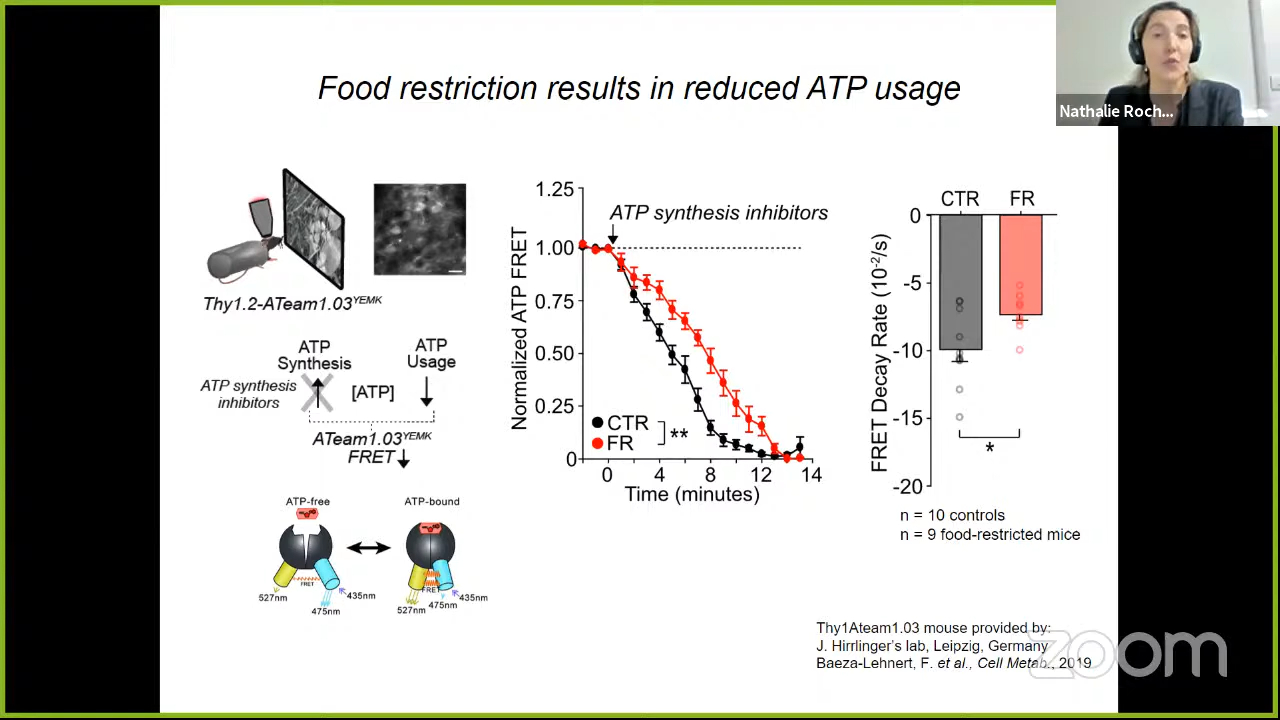 Food restriction results in reduced ATP usage
Nathalie Roch...
Thy1.2-ATeam1.03YEMK
ATP
Synthesis
ATP
Usage
ATP synthesis
inhibitors
[ATP]
ATeam1.03YEMK
FRET
ATP-free
ATP-bound
FRET
FRET
527nm
475nm
435nm
527nm
475nm
435nm
Normalized ATP FRET
1.25
1.00
0.75
0.50
0.25
0
ATP synthesis inhibitors
CTR
FR
**
0 4 8 12 14
Time (minutes)
CTR FR
FRET Decay Rate (10-2/s)
0
-5
-10
-15
-20
*
n = 10 controls
n = 9 food-restricted mice
Thy1Ateam1.03 mouse provided by:
J. Hirrlinger's lab, Leipzig, Germany
Baeza-Lehnert, F. et al., Cell Metab., 2019
zoom